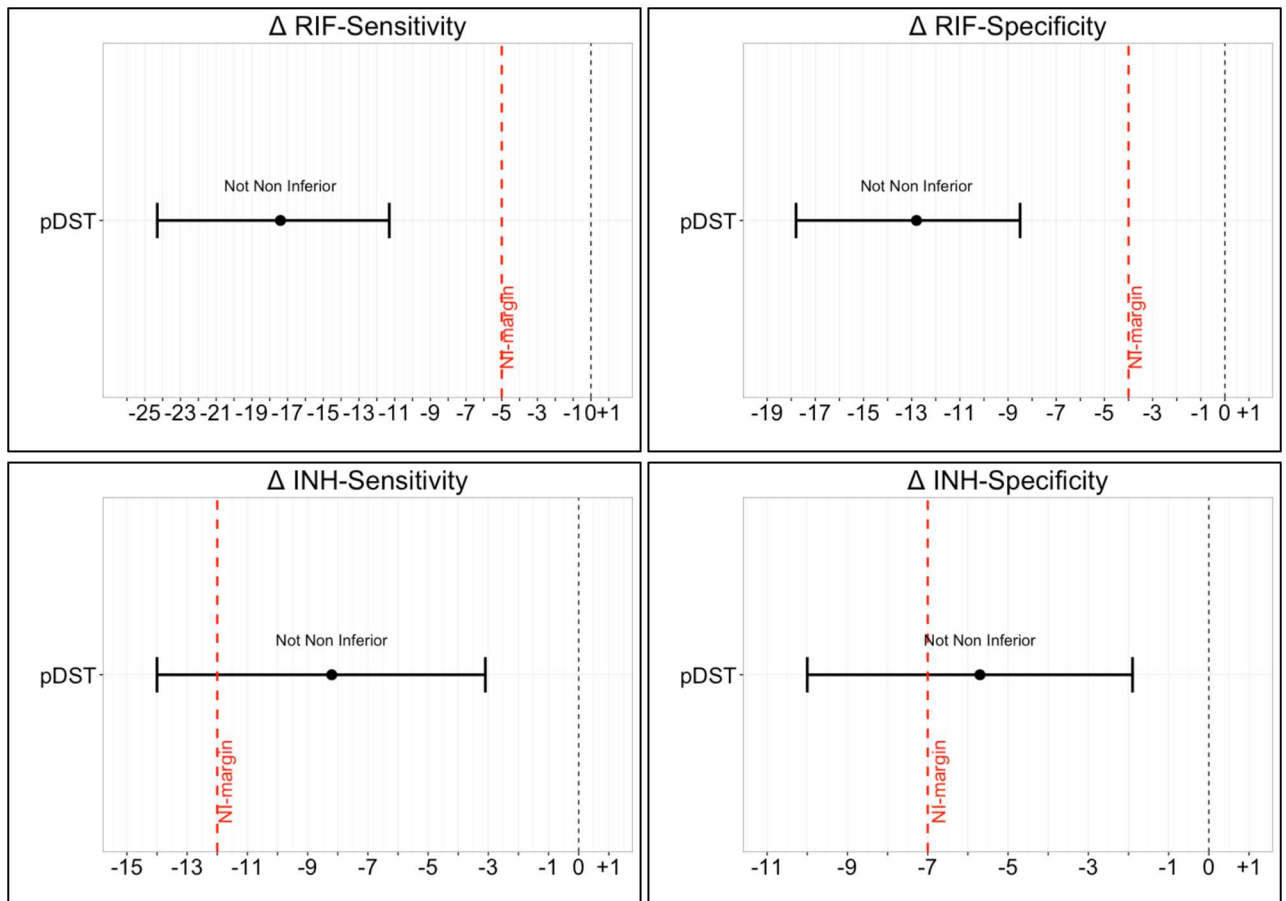 Δ RIF-Sensitivity
Not Non Inferior
pDST
NI-margin
-25 -23 -21 -19 -17 -15 -13 -11 -9 -7 -5 -3 -1 0 +1
Δ RIF-Specificity
Not Non Inferior
pDST
NI-margin
-19 -17 -15 -13 -11 -9 -7 -5 -3 -1 0 +1
Δ INH-Sensitivity
Not Non Inferior
pDST
NI-margin
-15 -13 -11 -9 -7 -5 -3 -1 0 +1
Δ INH-Specificity
Not Non Inferior
pDST
NI-margin
-11 -9 -7 -5 -3 -1 0 +1